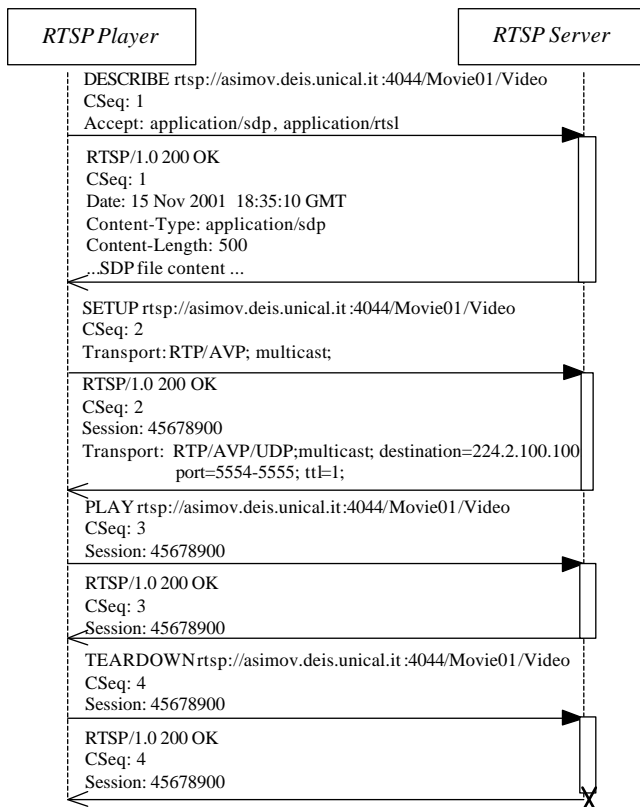 RTSP Player
RTSP Server
DESCRIBE rtsp://asimov.deis.unical.it:4044/Movie01/Video
CSeq: 1
Accept: application/sdp, application/rtsl
RTSP/1.0 200 OK
CSeq: 1
Date: 15 Nov 2001 18:35:10 GMT
Content-Type: application/sdp
Content-Length: 500
...SDP file content ...
SETUP rtsp://asimov.deis.unical.it:4044/Movie01/Video
CSeq: 2
Transport: RTP/AVP; multicast;
RTSP/1.0 200 OK
CSeq: 2
Session: 45678900
Transport: RTP/AVP/UDP;multicast; destination=224.2.100.100
port=5554-5555; ttl=1;
PLAY rtsp://asimov.deis.unical.it:4044/Movie01/Video
CSeq: 3
Session: 45678900
RTSP/1.0 200 OK
CSeq: 3
Session: 45678900
TEARDOWN rtsp://asimov.deis.unical.it:4044/Movie01/Video
CSeq: 4
Session: 45678900
RTSP/1.0 200 OK
CSeq: 4
Session: 45678900
X